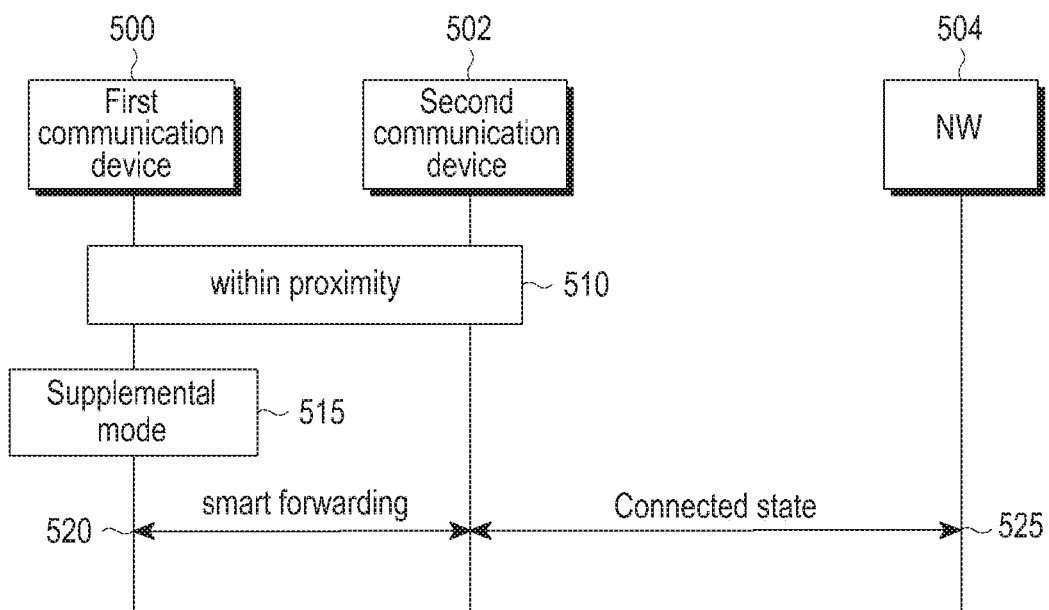 500
502
504
First
communication
device
Second
communication
device
NW
within proximity
510
Supplemental
mode
515
smart forwarding
Connected state
520
525